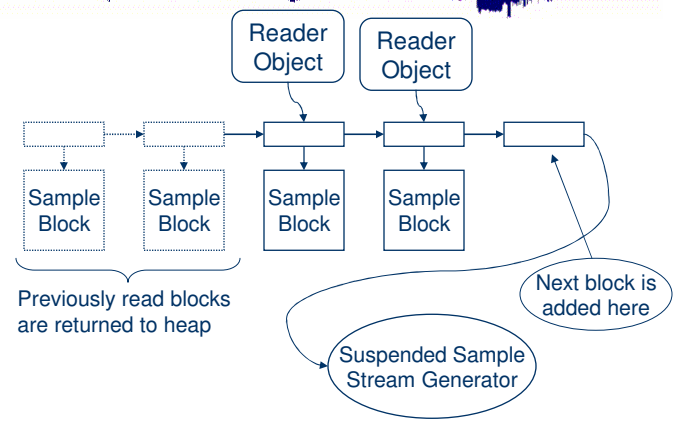 Reader
Object
Reader
Object
Sample
Block
Sample
Block
Sample
Block
Sample
Block
Previously read blocks
are returned to heap
Next block is
added here
Suspended Sample
Stream Generator